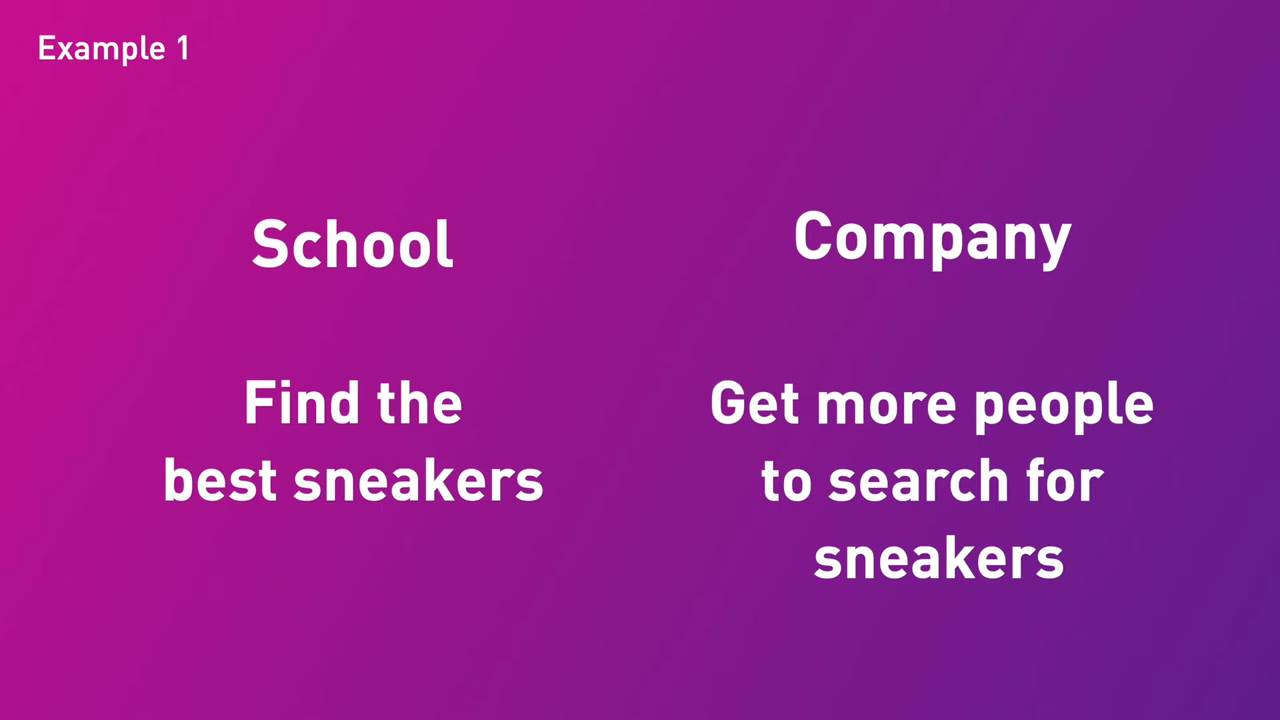 Example 1
School
Find the
best sneakers
Company
Get more people
to search for
sneakers